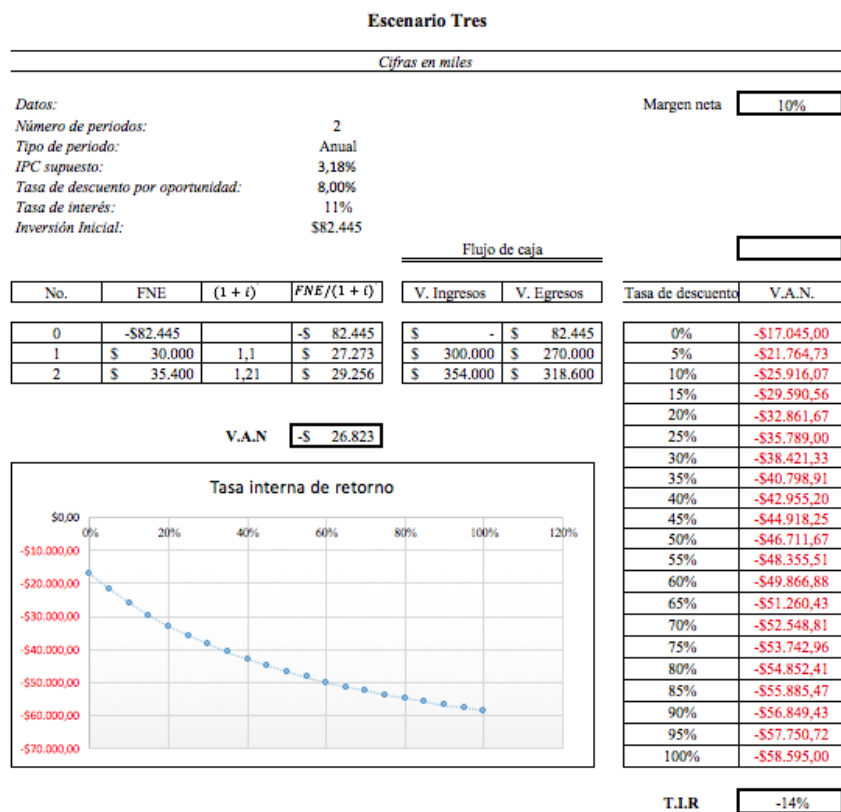 Escenario Tres
Cifras en miles
Datos:
Margen neta 10%
Número de periodos: 2
Tipo de periodo: Anual
IPC supuesto: 3,18%
Tasa de descuento por oportunidad: 8,00%
Tasa de interés: 11%
Inversión Inicial: $82.445
Flujo de caja
No. FNE (1 + i) FNE/(1 + i) V. Ingresos V. Egresos Tasa de descuento V.A.N.
0 -$82.445 -$ 82.445 $ - $ 82.445 0% -$17.045,00
1 $ 30.000 1,1 $ 27.273 $ 300.000 $ 270.000 5% -$21.764,73
2 $ 35.400 1,21 $ 29.256 $ 354.000 $ 318.600 10% -$25.916,07
15% -$29.590,56
20% -$32.861,67
V.A.N -$ 26.823 25% -$35.789,00
30% -$38.421,33
35% -$40.798,91
40% -$42.955,20
45% -$44.918,25
50% -$46.711,67
55% -$48.355,51
60% -$49.866,88
65% -$51.260,43
70% -$52.548,81
75% -$53.742,96
80% -$54.852,41
85% -$55.885,47
90% -$56.849,43
95% -$57.750,72
100% -$58.595,00
Tasa interna de retorno
$0,00
0% 20% 40% 60% 80% 100% 120%
-$10.000,00
-$20.000,00
-$30.000,00
-$40.000,00
-$50.000,00
-$60.000,00
-$70.000,00
T.I.R -14%